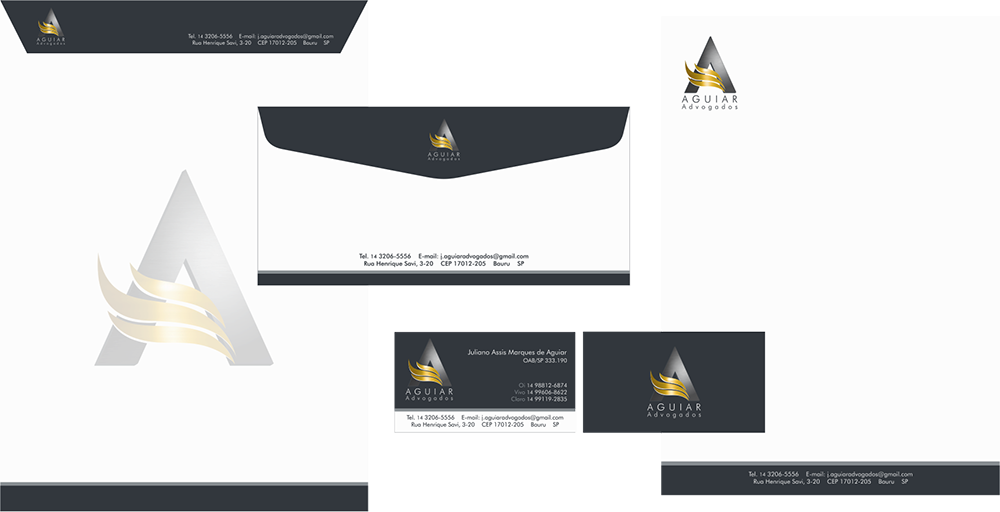 AGUIAR
Advogados
Tel. 14 3206-5556 E-mail: j.aguiaradvogados@gmail.com
Rua Henrique Savi, 3-20 CEP 17012-205 Bauru SP
AGUIAR
Advogados
Tel. 14 3206-5556 E-mail: j.aguiaradvogados@gmail.com
Rua Henrique Savi, 3-20 CEP 17012-205 Bauru SP
AGUIAR
Advogados
Juliano Assis Marques de Aguiar
OAB/SP 333.190
Oi 14 98812-6874
Vivo 14 99606-8622
Claro 14 99119-2835
AGUIAR
Advogados
Tel. 14 3206-5556 E-mail: j.aguiaradvogados@gmail.com
Rua Henrique Savi, 3-20 CEP 17012-205 Bauru SP
AGUIAR
Advogados
Tel. 14 3206-5556 E-mail: j.aguiaradvogados@gmail.com
Rua Henrique Savi, 3-20 CEP 17012-205 Bauru SP